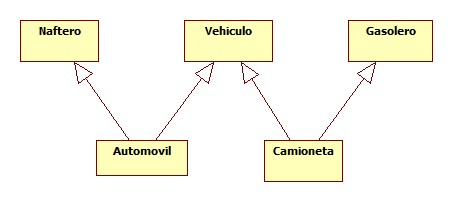 Naftero
Vehiculo
Gasolero
Automovil
Camioneta